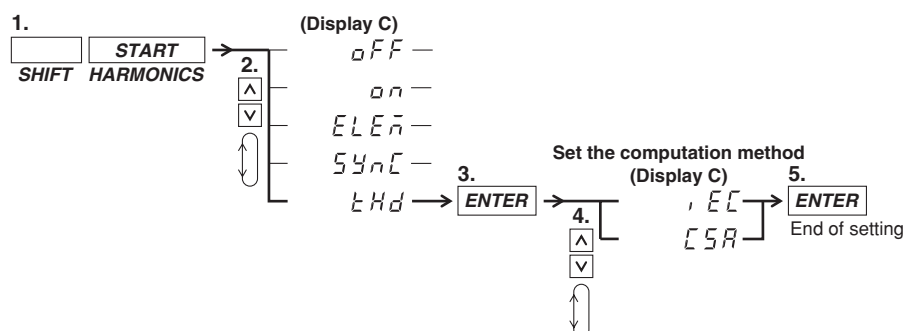 1.
SHIFT
START
HARMONICS
2.
(Display C)
oFF
on
ELEm
SYnC
tHd
3.
ENTER
4.
Set the computation method
(Display C)
iEC
CSA
5.
ENTER
End of setting